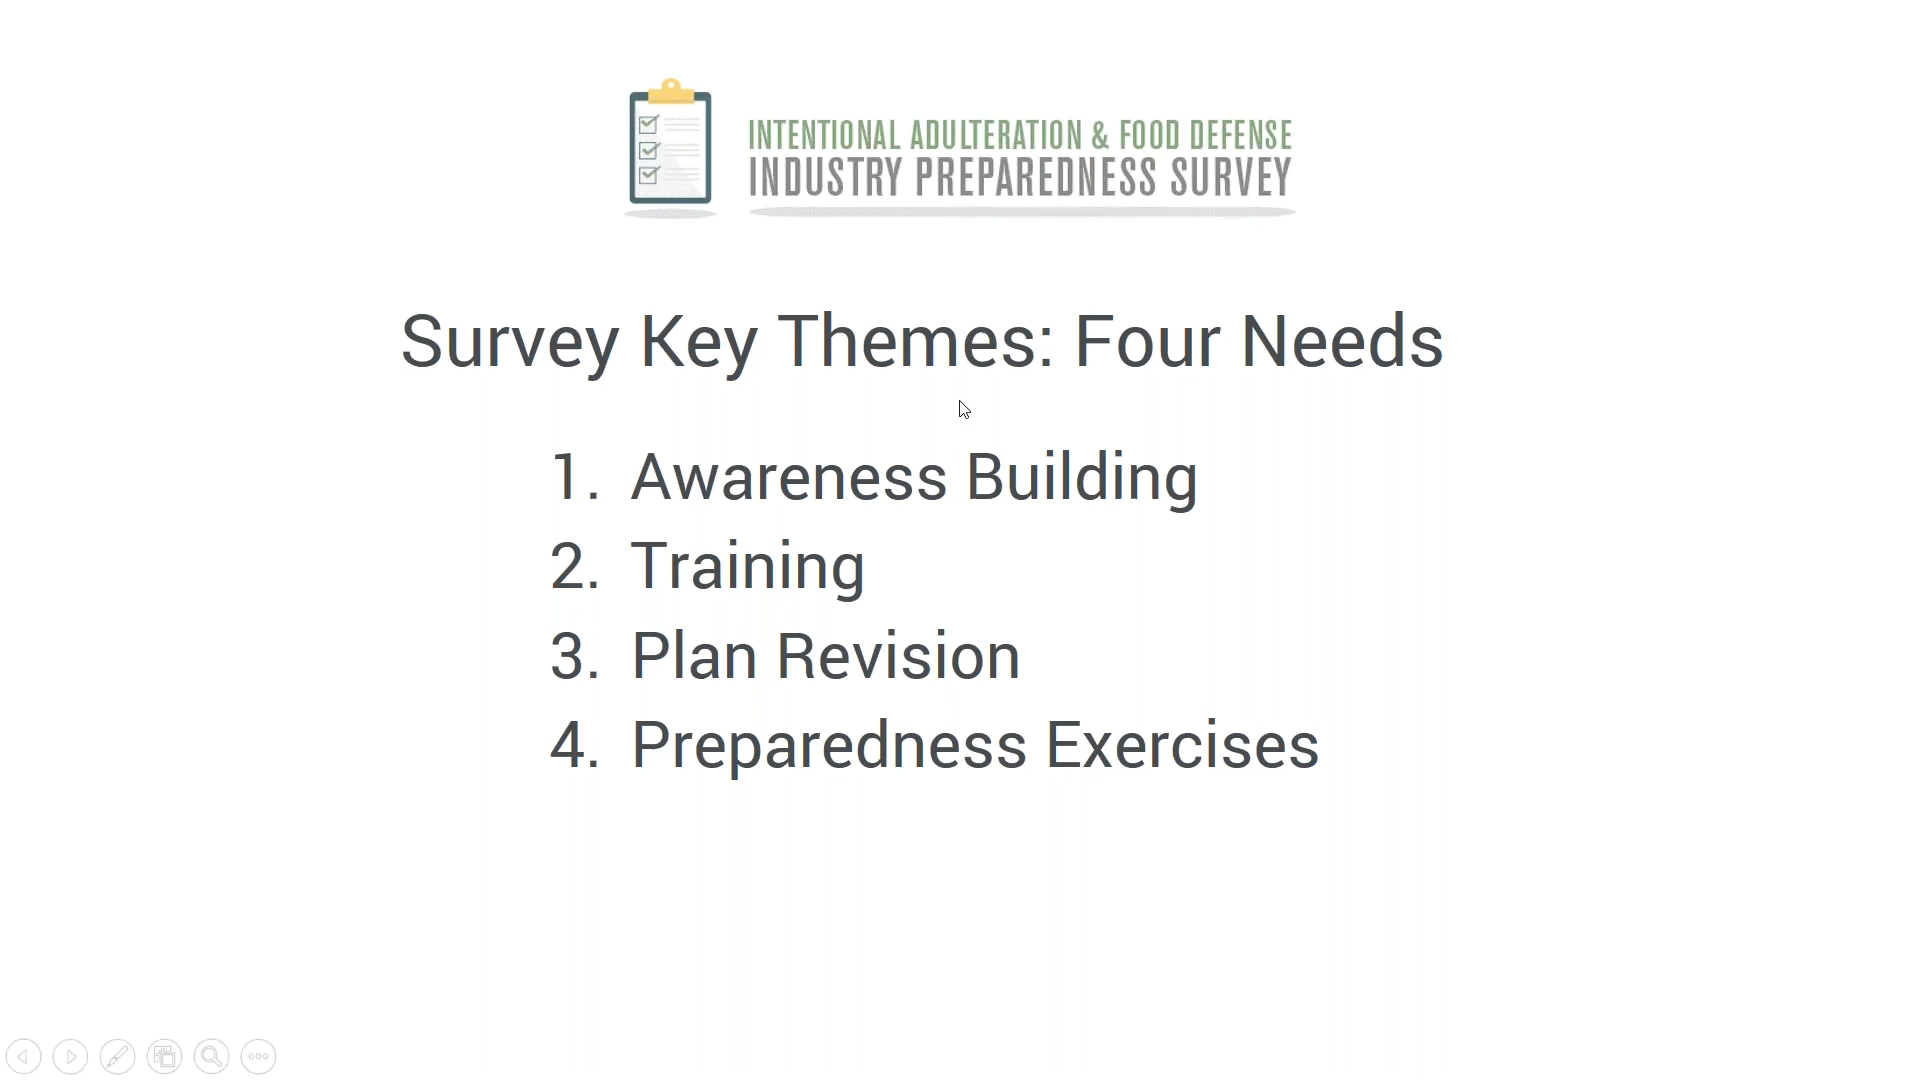 INTENTIONAL ADULTERATION & FOOD DEFENSE
INDUSTRY PREPAREDNESS SURVEY
Survey Key Themes: Four Needs
1. Awareness Building
2. Training
3. Plan Revision
4. Preparedness Exercises